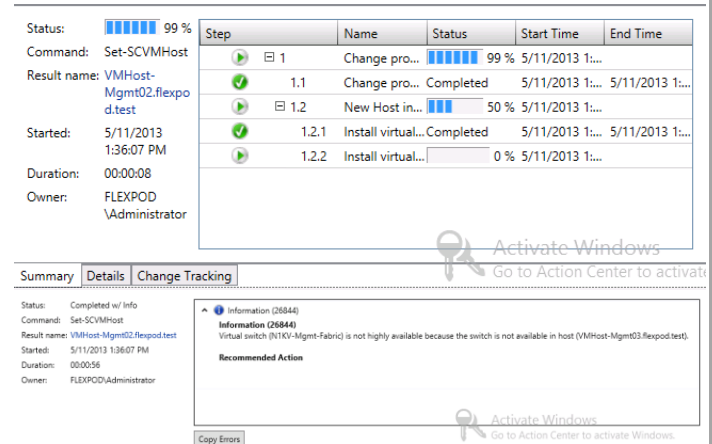 Status: 99 %
Command: Set-SCVMHost
Result name: VMHost-
Mgmt02.flexpo
d.test
Started: 5/11/2013
1:36:07 PM
Duration: 00:00:08
Owner: FLEXPOD
\Administrator
Step Name Status Start Time End Time
1 Change pro... 99 % 5/11/2013 1:...
1.1 Change pro... Completed 5/11/2013 1:... 5/11/2013 1:...
1.2 New Host in... 50 % 5/11/2013 1:...
1.2.1 Install virtual... Completed 5/11/2013 1:... 5/11/2013 1:...
1.2.2 Install virtual... 0 % 5/11/2013 1:...
Activate Windows
Go to Action Center to activate
Summary Details Change Tracking
Status: Completed w/ Info
Command: Set-SCVMHost
Result name: VMHost-Mgmt02.flexpod.test
Started: 5/11/2013 1:36:07 PM
Duration: 00:00:56
Owner: FLEXPOD\Administrator
Information (26844)
Information (26844)
Virtual switch (N1KV-Mgmt-Fabric) is not highly available because the switch is not available in host (VMHost-Mgmt03.flexpod.test).
Recommended Action
Activate Windows
Go to Action Center to activate Windows.
Copy Errors